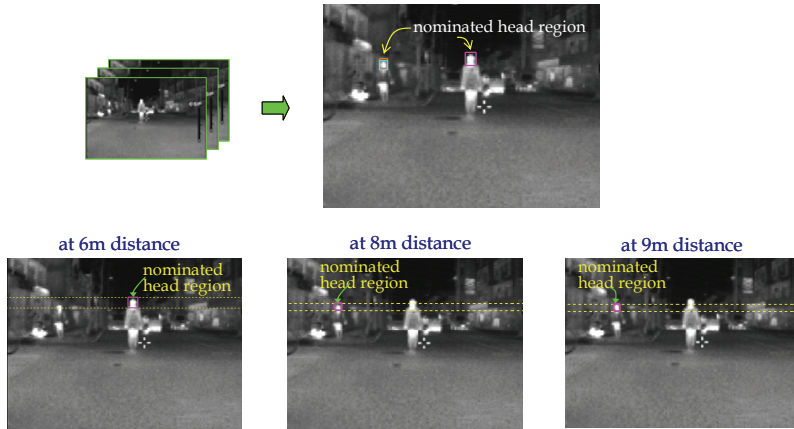 nominated head region
at 6m distance
at 8m distance
at 9m distance
nominated
head region
nominated
head region
nominated
head region